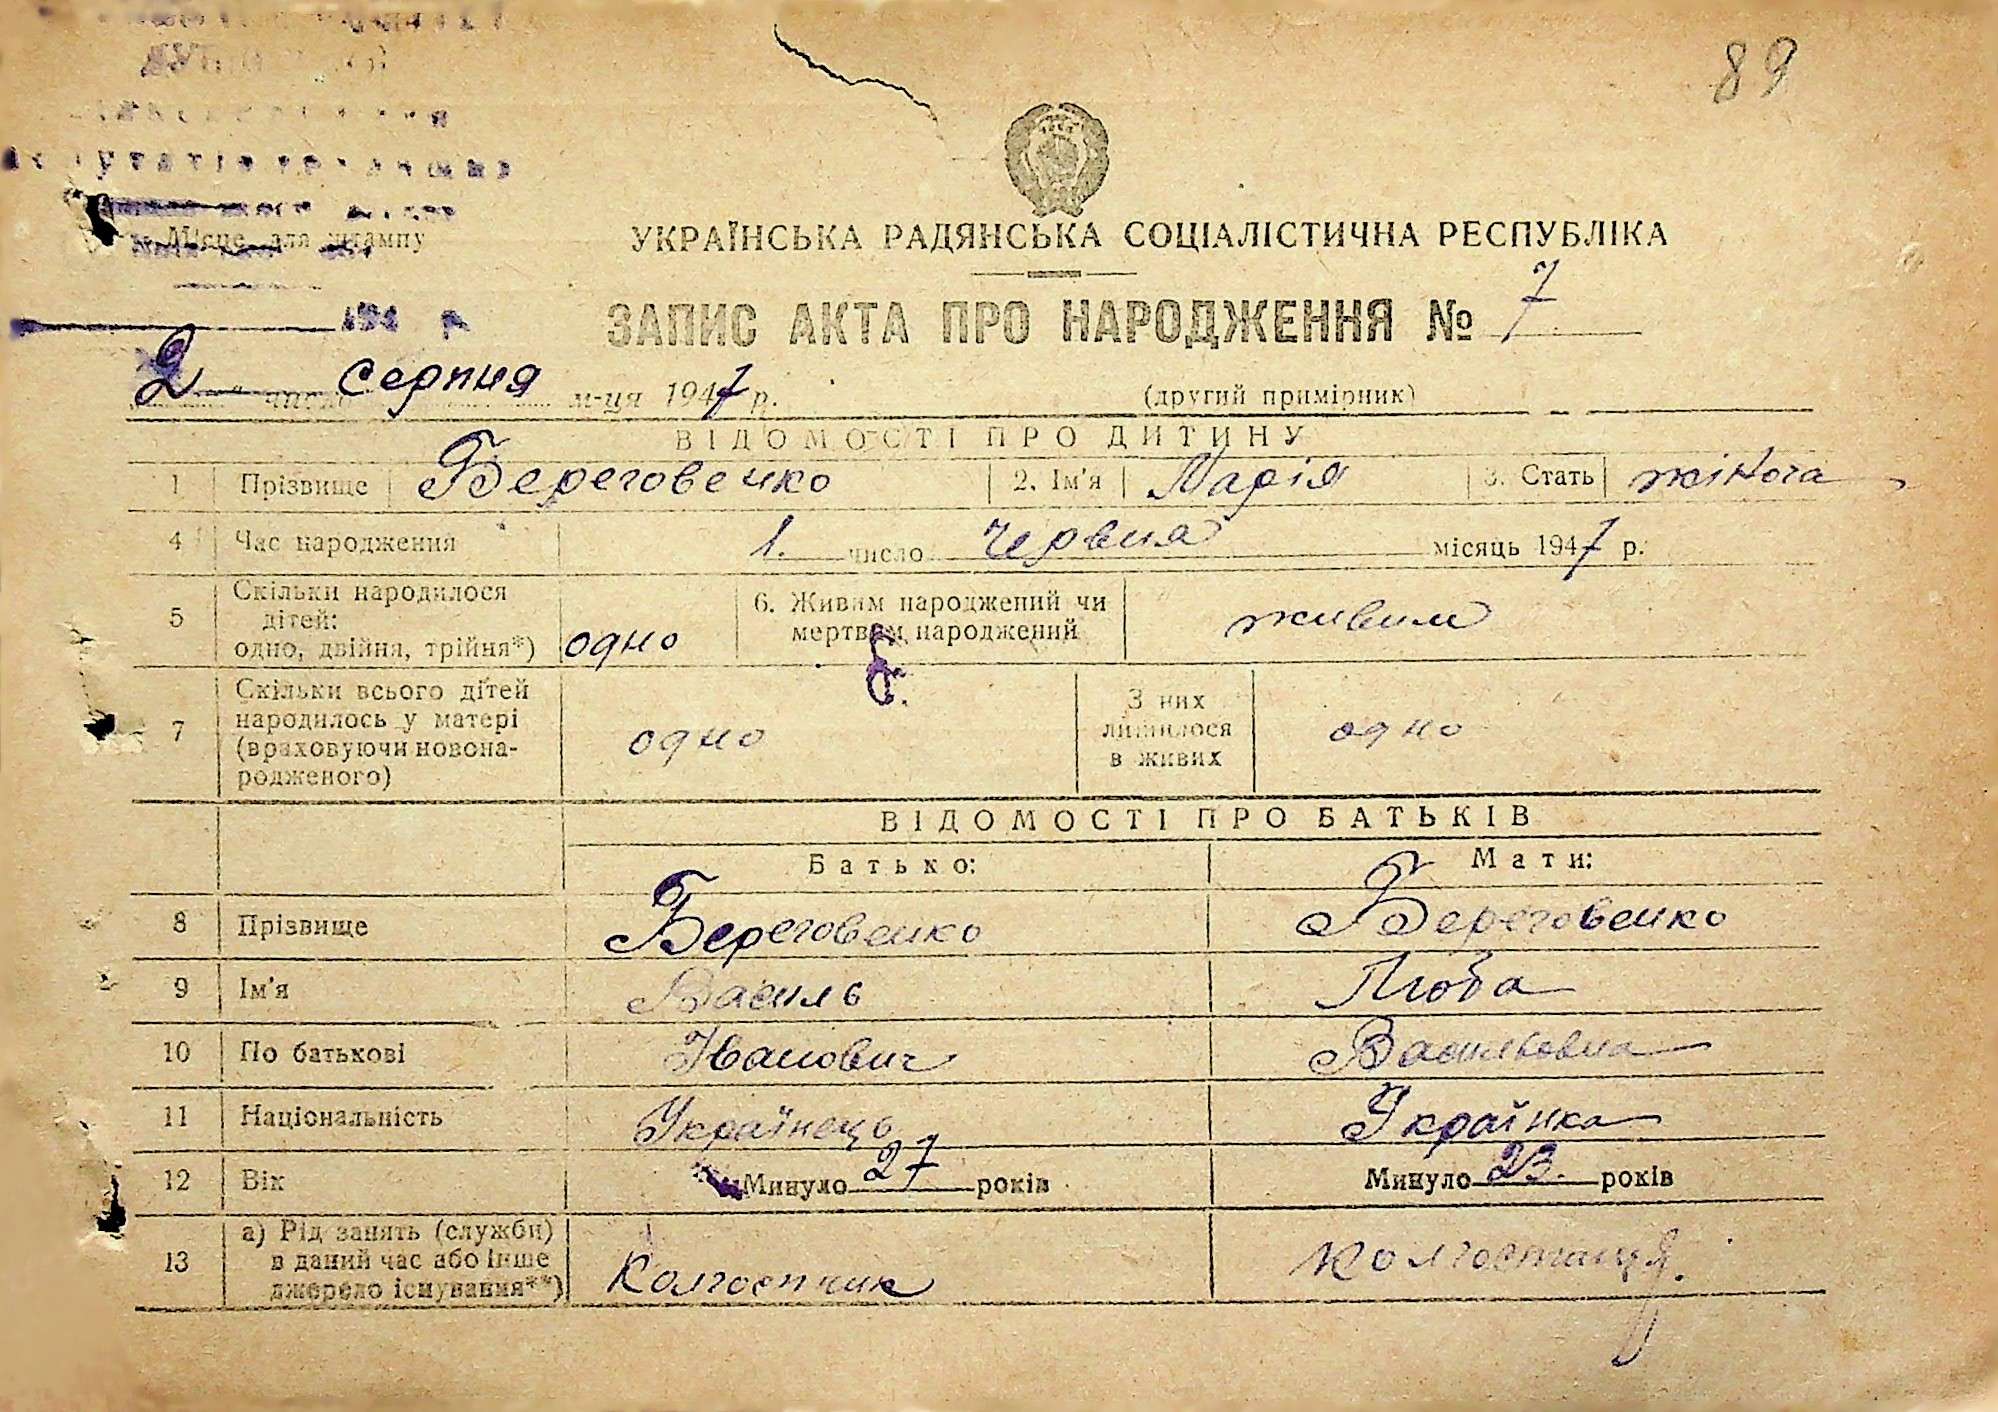 89
Місце для штампу
УКРАЇНСЬКА РАДЯНСЬКА СОЦІАЛІСТИЧНА РЕСПУБЛІКА
ЗАПИС АКТА ПРО НАРОДЖЕННЯ № 7
194 р.
2 " число серпня м-ця 1947 р. (другий примірник)
ВІДОМОСТІ ПРО ДИТИНУ
1 Прізвище Береговенко 2. Ім'я Марія 3. Стать жіноча
4 Час народження 1. число червня місяць 1947 р.
5 Скільки народилося дітей: одно, двійня, трійня*) одно 6. Живим народжений чи мертвим народжений живим
7 Скільки всього дітей народилось у матері (враховуючи новонародженого) одно З них лишилося в живих одно
ВІДОМОСТІ ПРО БАТЬКІВ
Батько: Мати:
8 Прізвище Береговенко Береговенко
9 Ім'я Василь Люба
10 По батькові Іванович Васильовна
11 Національність Українець Українка
12 Вік Минуло 27 років Минуло 23. років
13 а) Рід занять (служби) в даний час або інше джерело існування**) Колгоспник Колгоспниця.